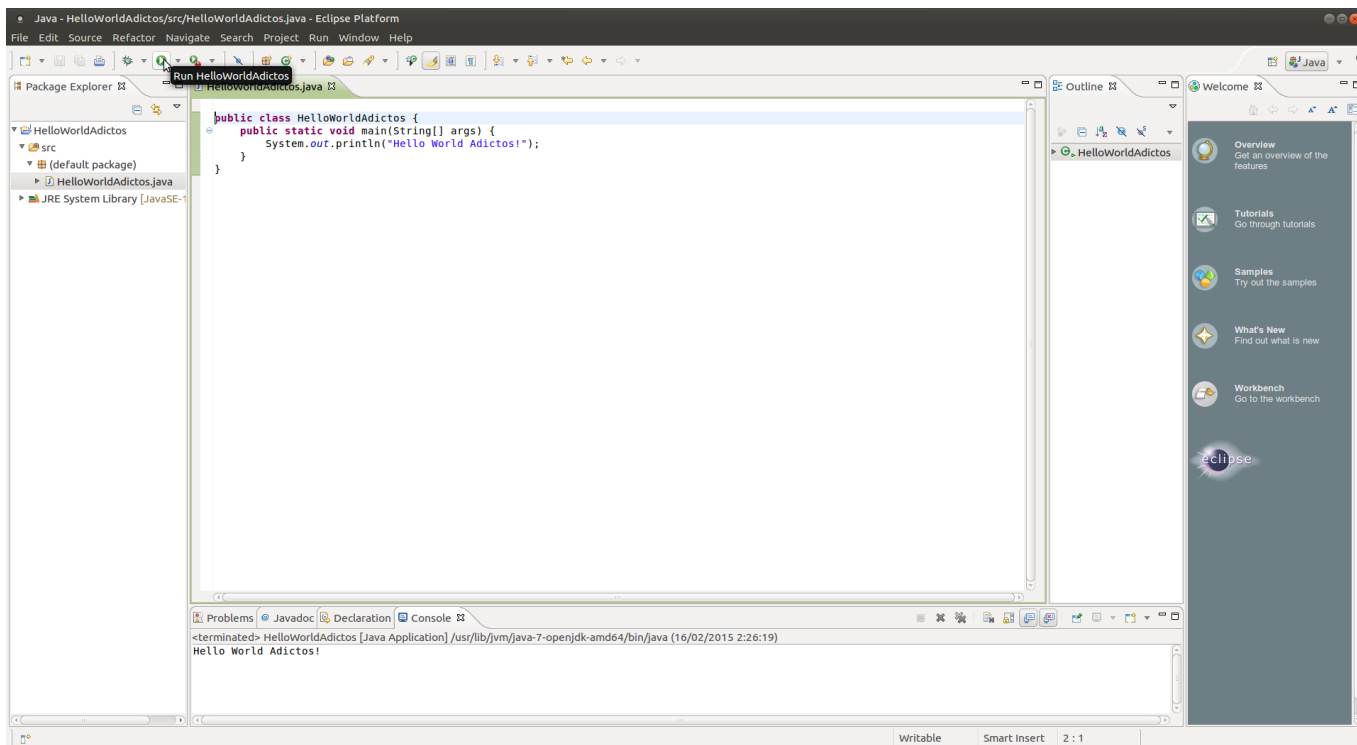 Java - HelloWorldAdictos/src/HelloWorldAdictos.java - Eclipse Platform
File Edit Source Refactor Navigate Search Project Run Window Help
Run HelloWorldAdictos
Java
Package Explorer
HelloWorldAdictos
src
(default package)
HelloWorldAdictos.java
JRE System Library [JavaSE-1
HelloWorldAdictos.java
public class HelloWorldAdictos {
public static void main(String[] args) {
System.out.println("Hello World Adictos!");
}
}
Outline
HelloWorldAdictos
Welcome
Overview
Get an overview of the
features
Tutorials
Go through tutorials
Samples
Try out the samples
What's New
Find out what is new
Workbench
Go to the workbench
eclipse
Problems Javadoc Declaration Console
<terminated> HelloWorldAdictos [Java Application] /usr/lib/jvm/java-7-openjdk-amd64/bin/java (16/02/2015 2:26:19)
Hello World Adictos!
Writable Smart Insert 2 : 1